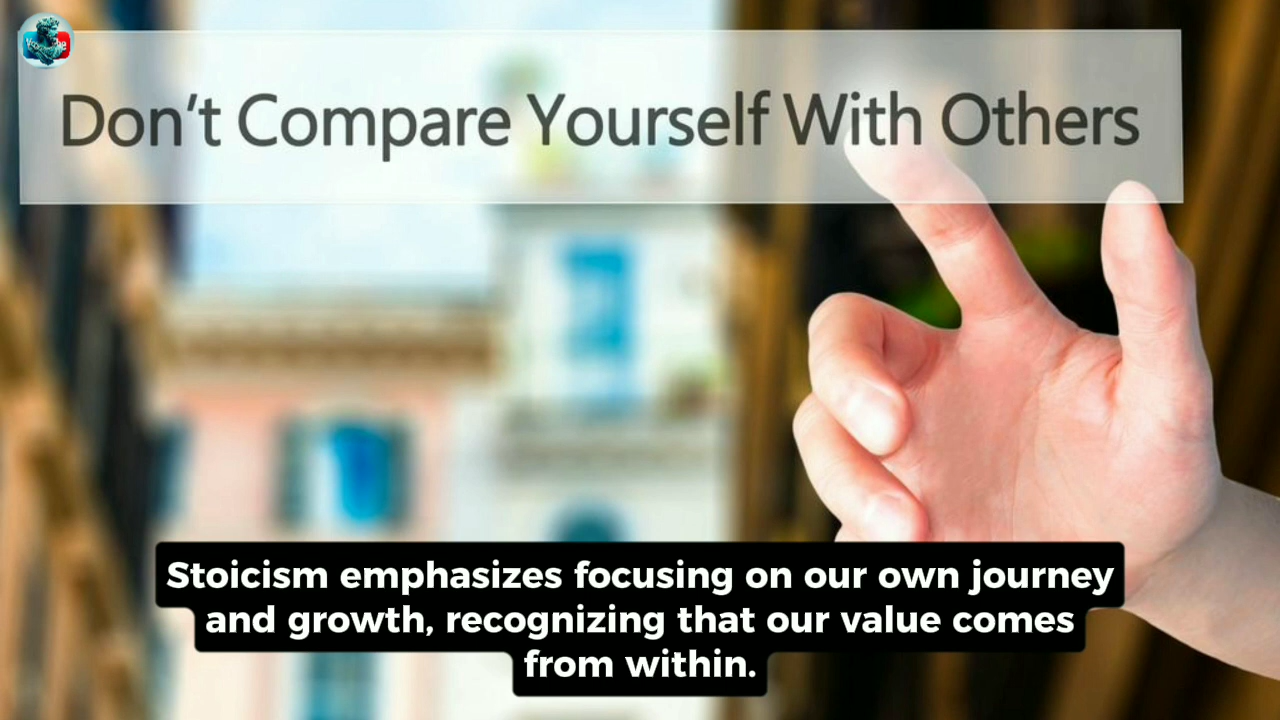 Don't Compare Yourself With Others
Stoicism emphasizes focusing on our own journey
and growth, recognizing that our value comes
from within.